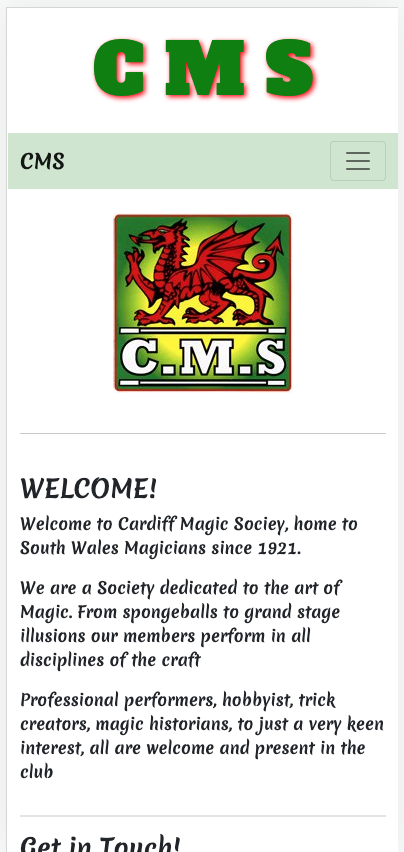 C M S
CMS
C.M.S
WELCOME!
Welcome to Cardiff Magic Sociey, home to
South Wales Magicians since 1921.
We are a Society dedicated to the art of
Magic. From spongeballs to grand stage
illusions our members perform in all
disciplines of the craft
Professional performers, hobbyist, trick
creators, magic historians, to just a very keen
interest, all are welcome and present in the
club
Get in Touch!